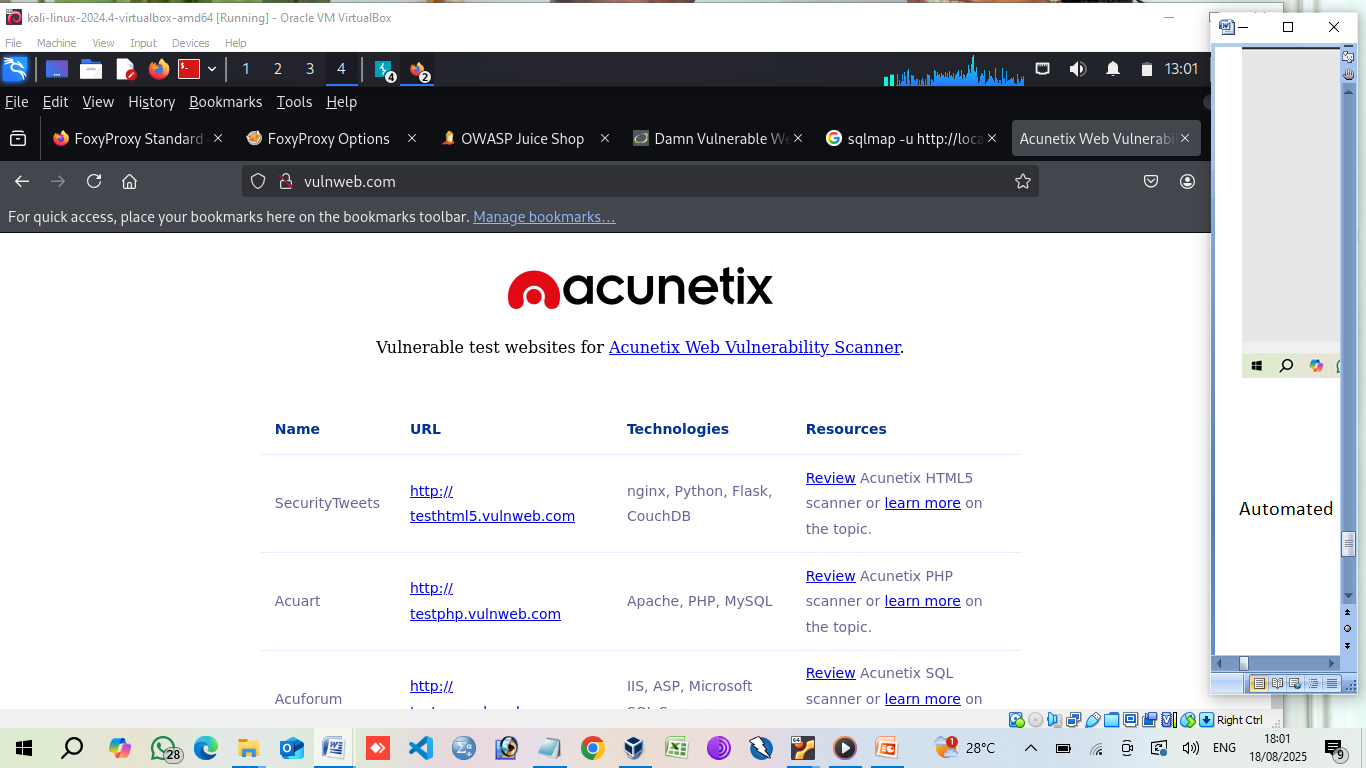 kali-linux-2024.4-virtualbox-amd64 [Running] - Oracle VM VirtualBox
File Machine View Input Devices Help
1 2 3 4 4 2 13:01
File Edit View History Bookmarks Tools Help
FoxyProxy Standard FoxyProxy Options OWASP Juice Shop Damn Vulnerable We sqlmap -u http://loca Acunetix Web Vulnerabil
vulnweb.com
For quick access, place your bookmarks here on the bookmarks toolbar. Manage bookmarks…
acunetix
Vulnerable test websites for Acunetix Web Vulnerability Scanner.
Name URL Technologies Resources
SecurityTweets
http://
testhtml5.vulnweb.com
nginx, Python, Flask,
CouchDB
Review Acunetix HTML5
scanner or learn more on
the topic.
Acuart
http://
testphp.vulnweb.com
Apache, PHP, MySQL
Review Acunetix PHP
scanner or learn more on
the topic.
Acuforum
http://
IIS, ASP, Microsoft
Review Acunetix SQL
scanner or learn more on
Automated
Right Ctrl
28 1 28°C ENG 18:01
18/08/2025 9